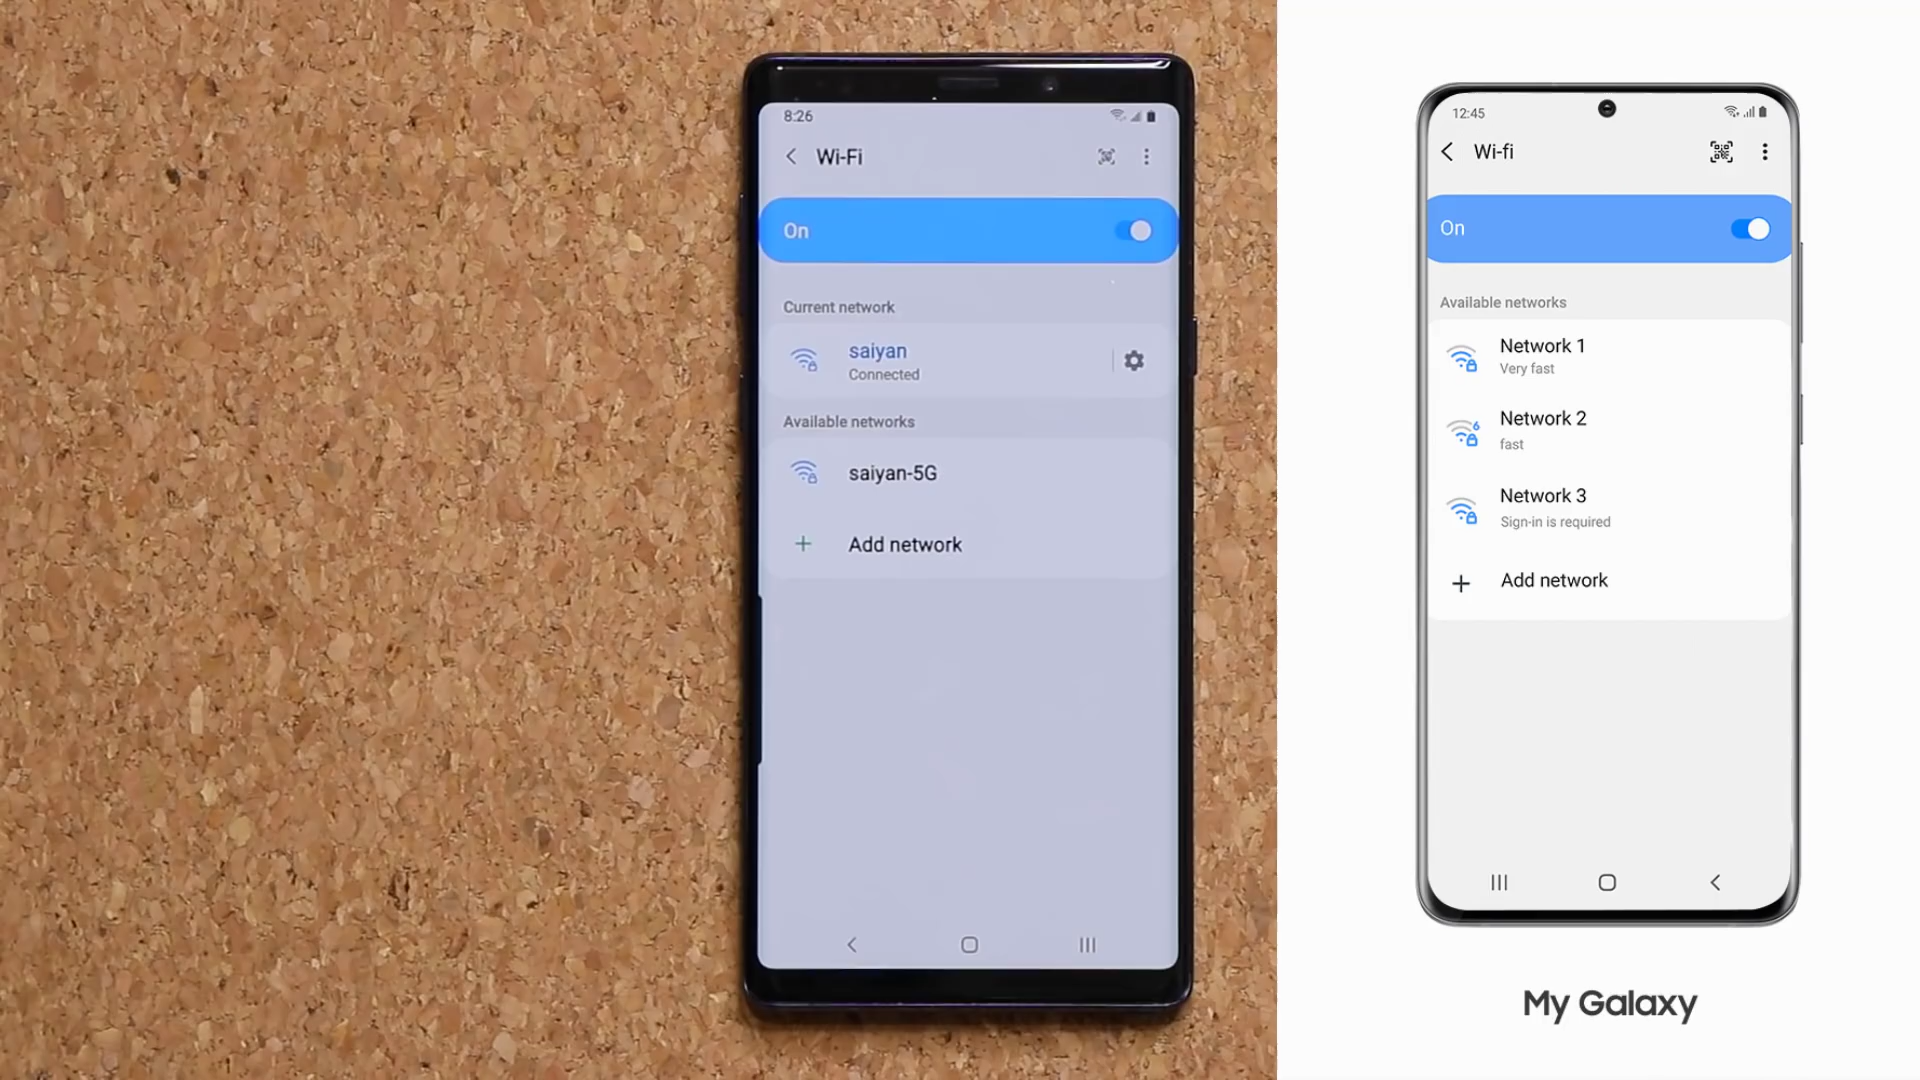 8:26
Wi-Fi
On
Current network
saiyan
Connected
Available networks
saiyan-5G
Add network
12:45
Wi-fi
On
Available networks
Network 1
Very fast
Network 2
6
fast
Network 3
Sign-in is required
Add network
My Galaxy